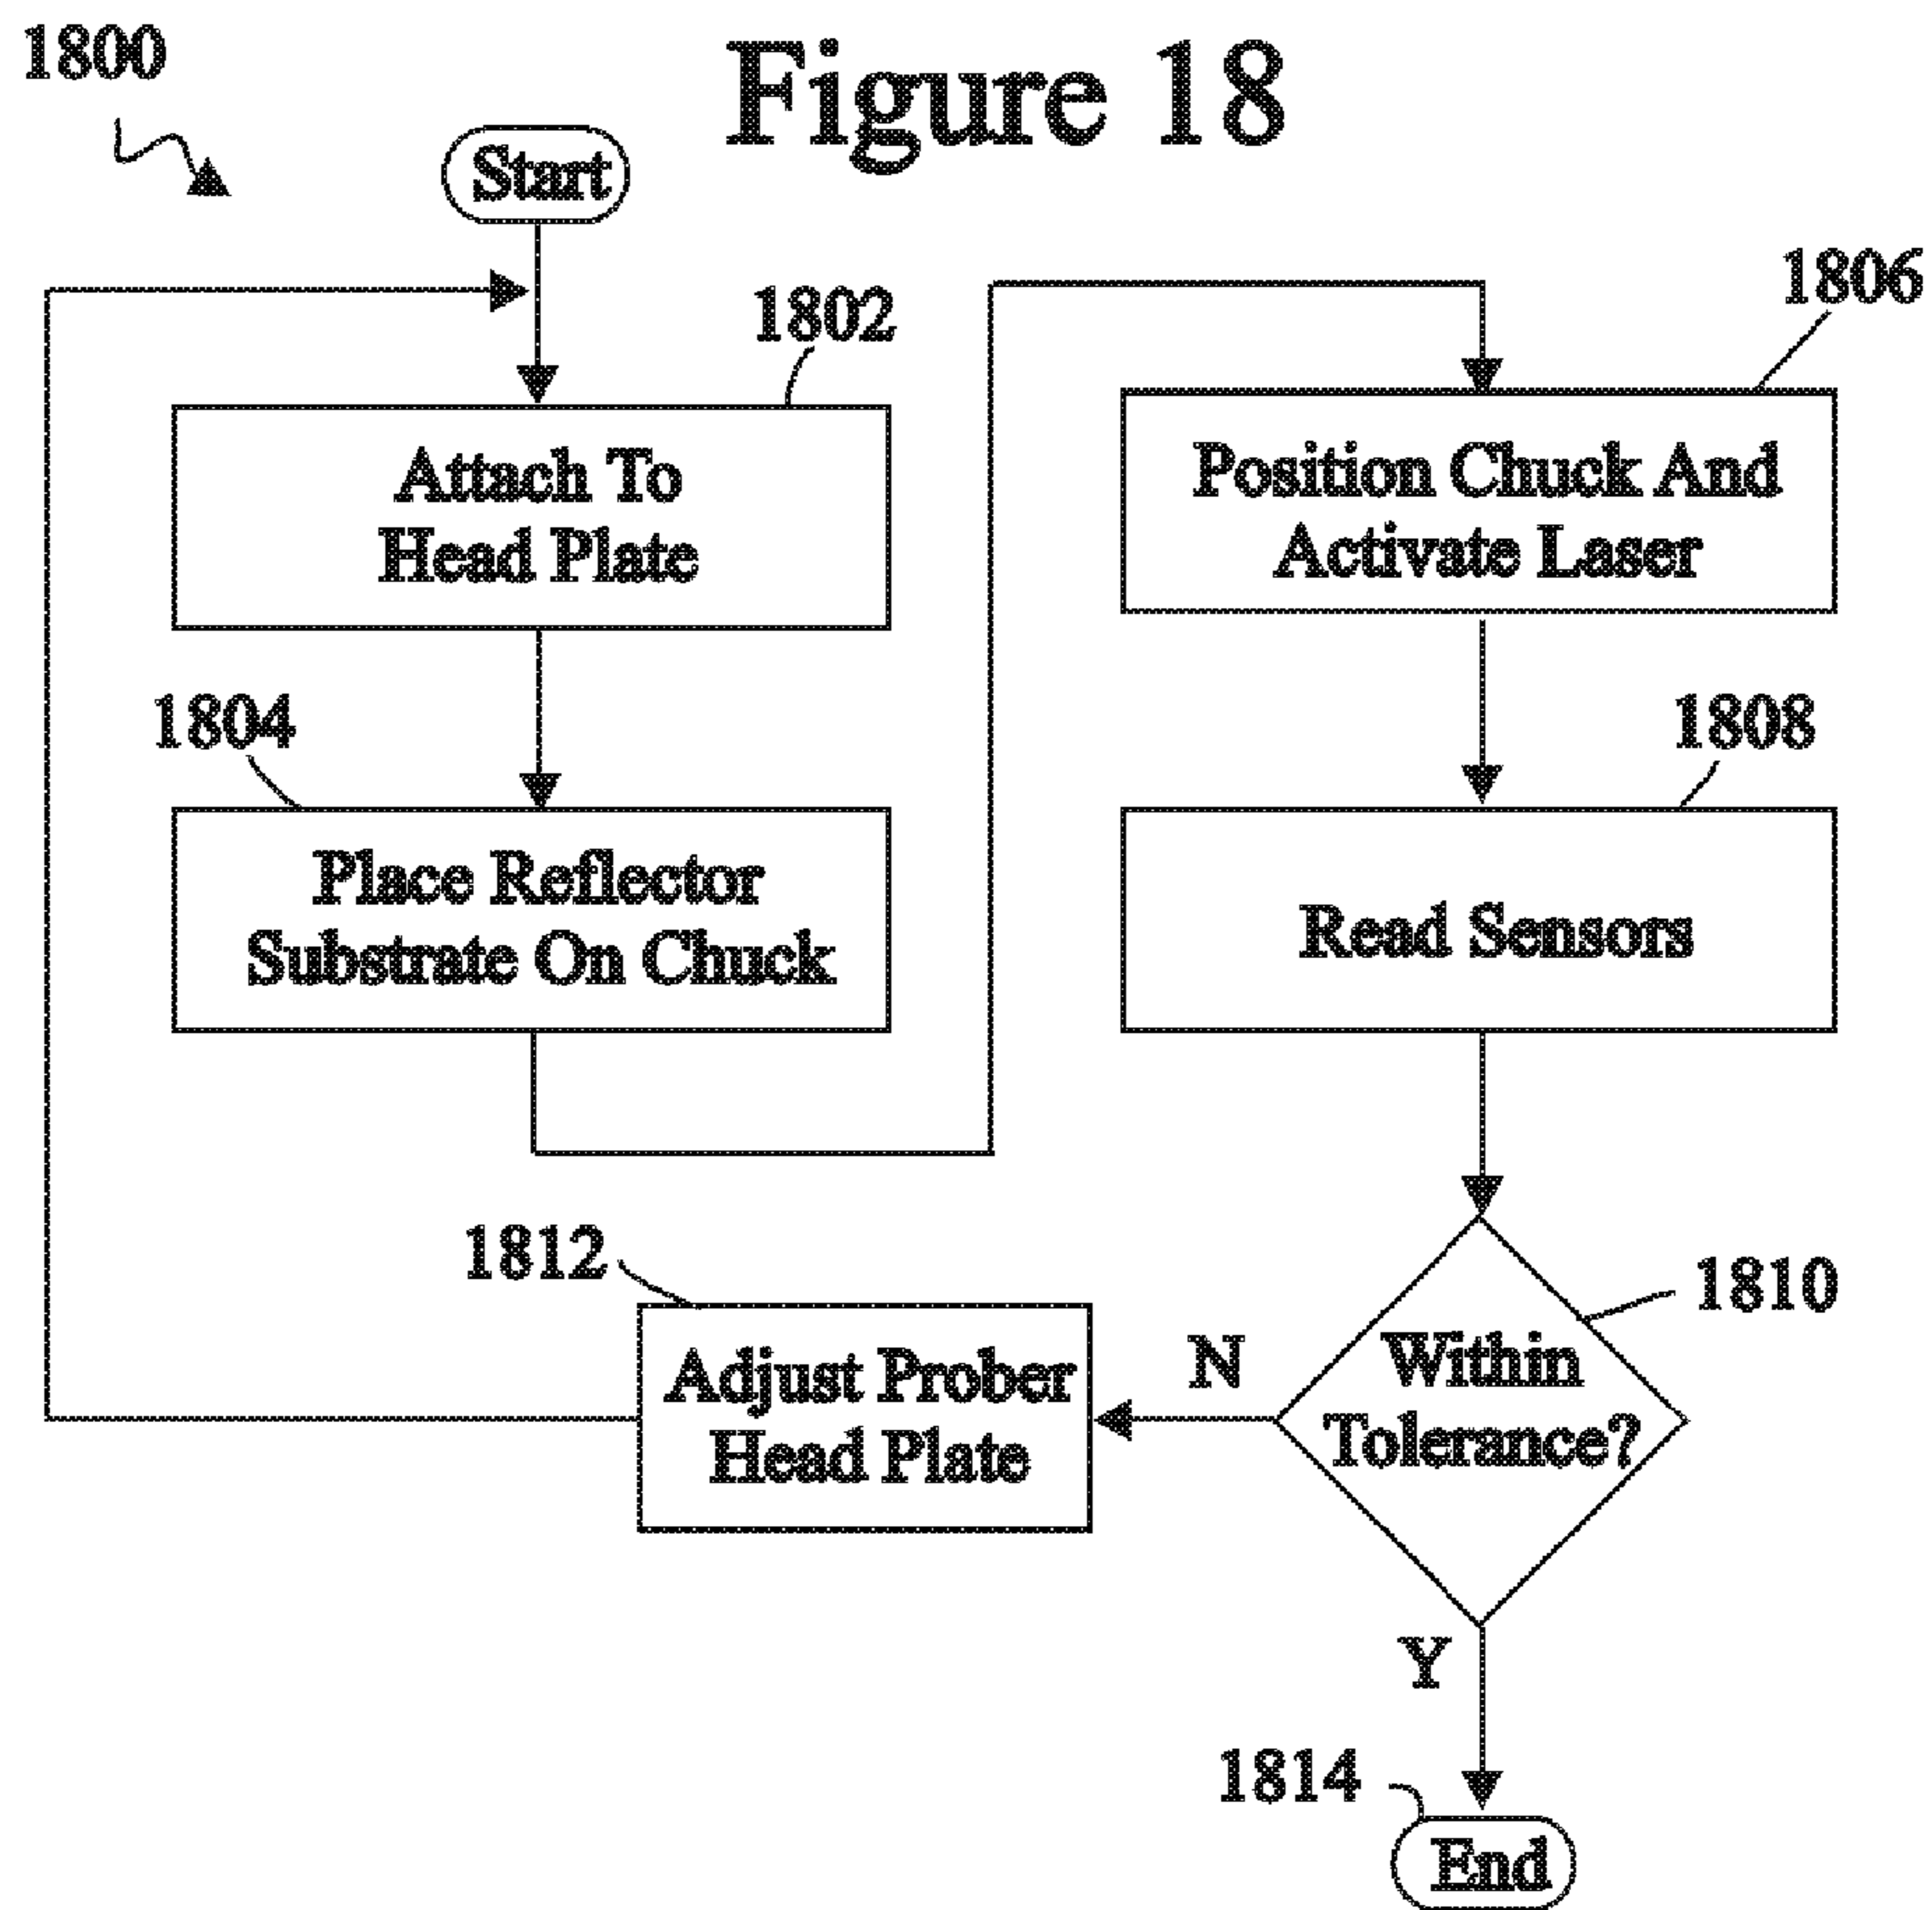 1800
Figure 18
Start
1802
Attach To
Head Plate
1804
Place Reflector
Substrate On Chuck
1806
Position Chuck And
Activate Laser
1808
Read Sensors
1810
Within
Tolerance?
N
1812
Adjust Prober
Head Plate
Y
1814
End